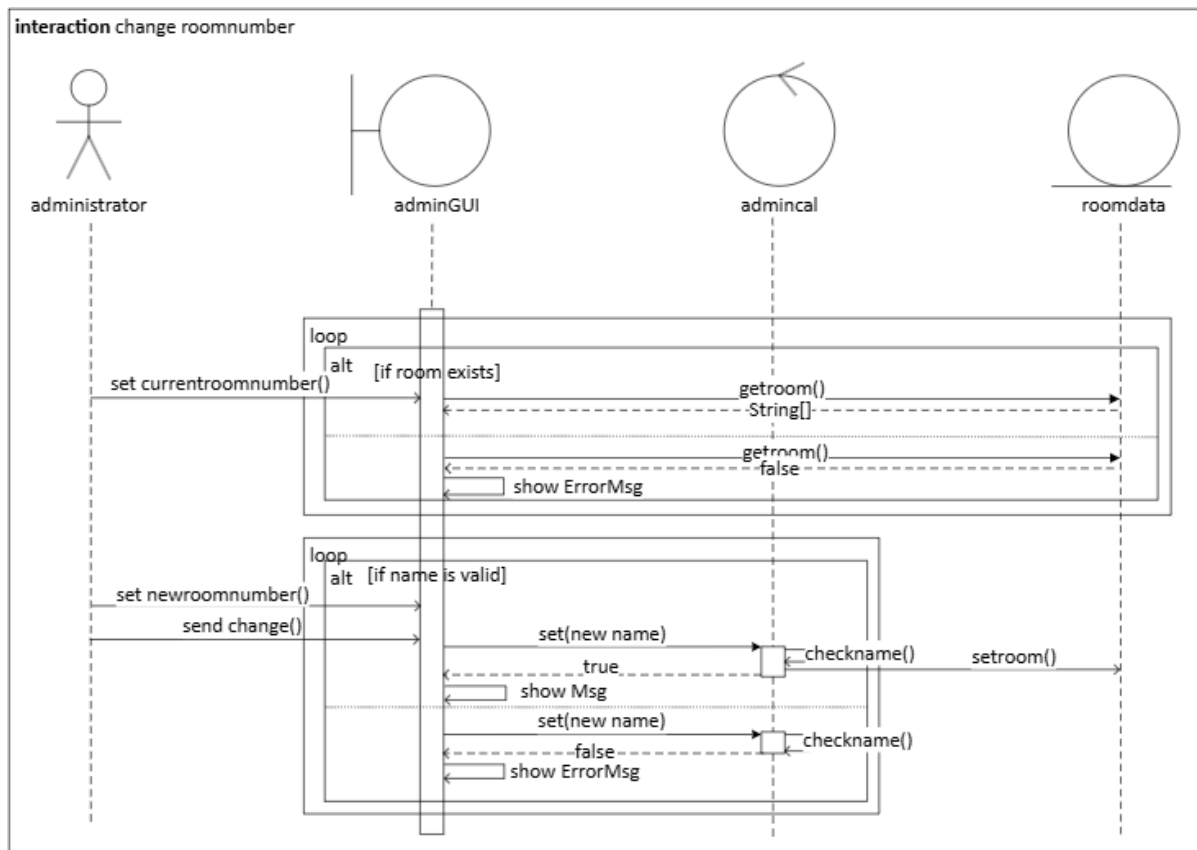 interaction change roomnumber
administrator
adminGUI
admincal
roomdata
loop
alt
[if room exists]
set currentroomnumber()
getroom()
String[]
getroom()
false
show ErrorMsg
loop
alt
[if name is valid]
set newroomnumber()
send change()
set(new name)
checkname()
setroom()
true
show Msg
set(new name)
checkname()
false
show ErrorMsg